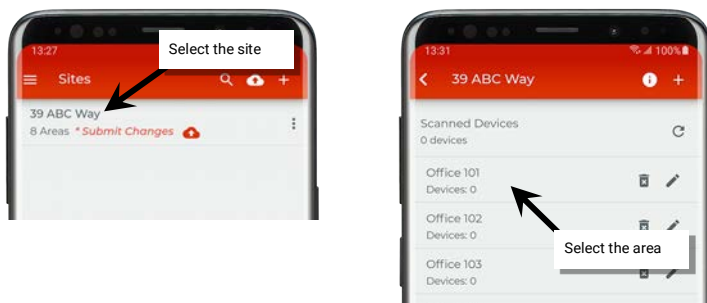 13:27
Select the site
Sites
39 ABC Way
8 Areas * Submit Changes
13:31
100%
39 ABC Way
Scanned Devices
0 devices
Office 101
Devices: 0
Office 102
Devices: 0
Select the area
Office 103
Devices: 0